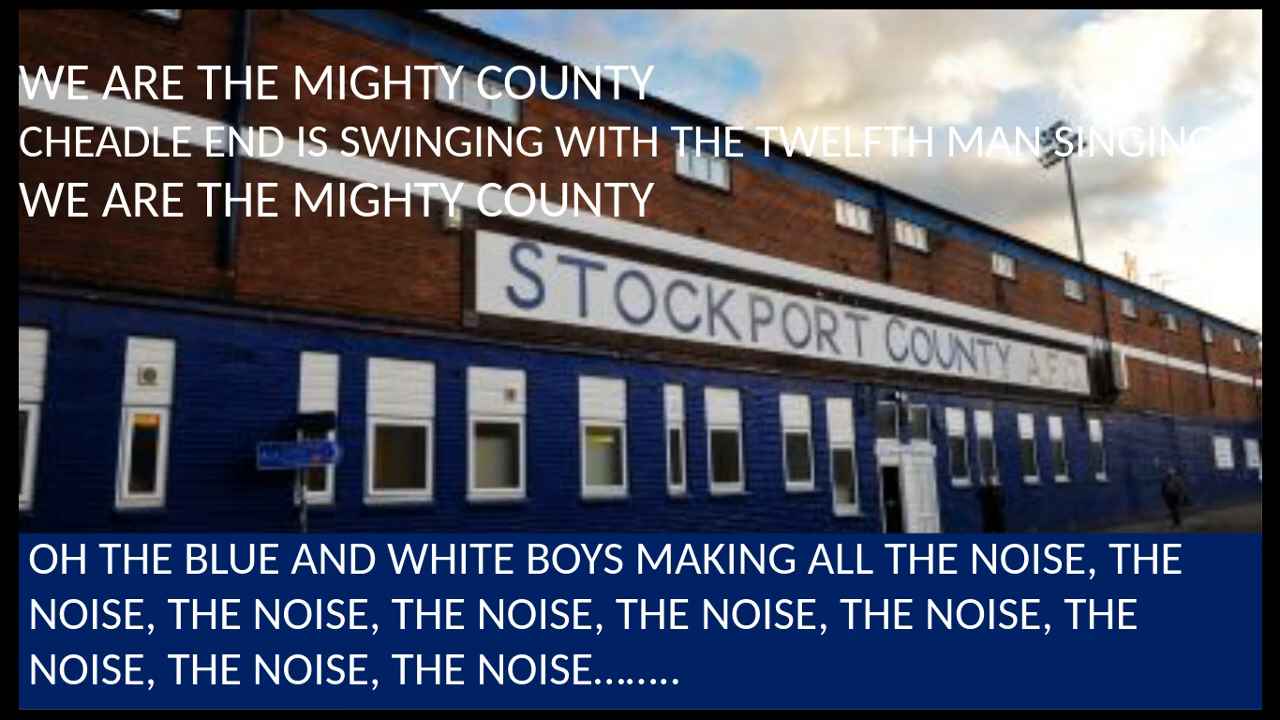 WE ARE THE MIGHTY COUNTY
CHEADLE END IS SWINGING WITH THE TWELFTH MAN SINGING
WE ARE THE MIGHTY COUNTY
STOCKPORT COUNTY A.F.C.
OH THE BLUE AND WHITE BOYS MAKING ALL THE NOISE, THE
NOISE, THE NOISE, THE NOISE, THE NOISE, THE NOISE, THE
NOISE, THE NOISE, THE NOISE........